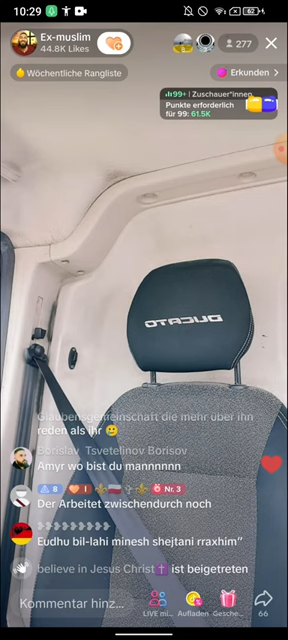 10:29
62
Ex-muslim
44.8K Likes
277
Wöchentliche Rangliste
Erkunden >
99+ | Zuschauer*innen
Punkte erforderlich
für 99: 61.5K
DUCATO
Glaubensgemeinschaft die mehr über ihn
reden als ihr 🥲
Borislav Tsvetelinov Borisov
Amyr wo bist du mannnnnn
8 1 Nr. 3
Der Arbeitet zwischendurch noch
Eudhu bil-lahi minesh shejtani rraxhim”
believe in Jesus Christ✝️ ist beigetreten
Kommentar hinz...
LIVE mi...
Aufladen
Gesche...
66